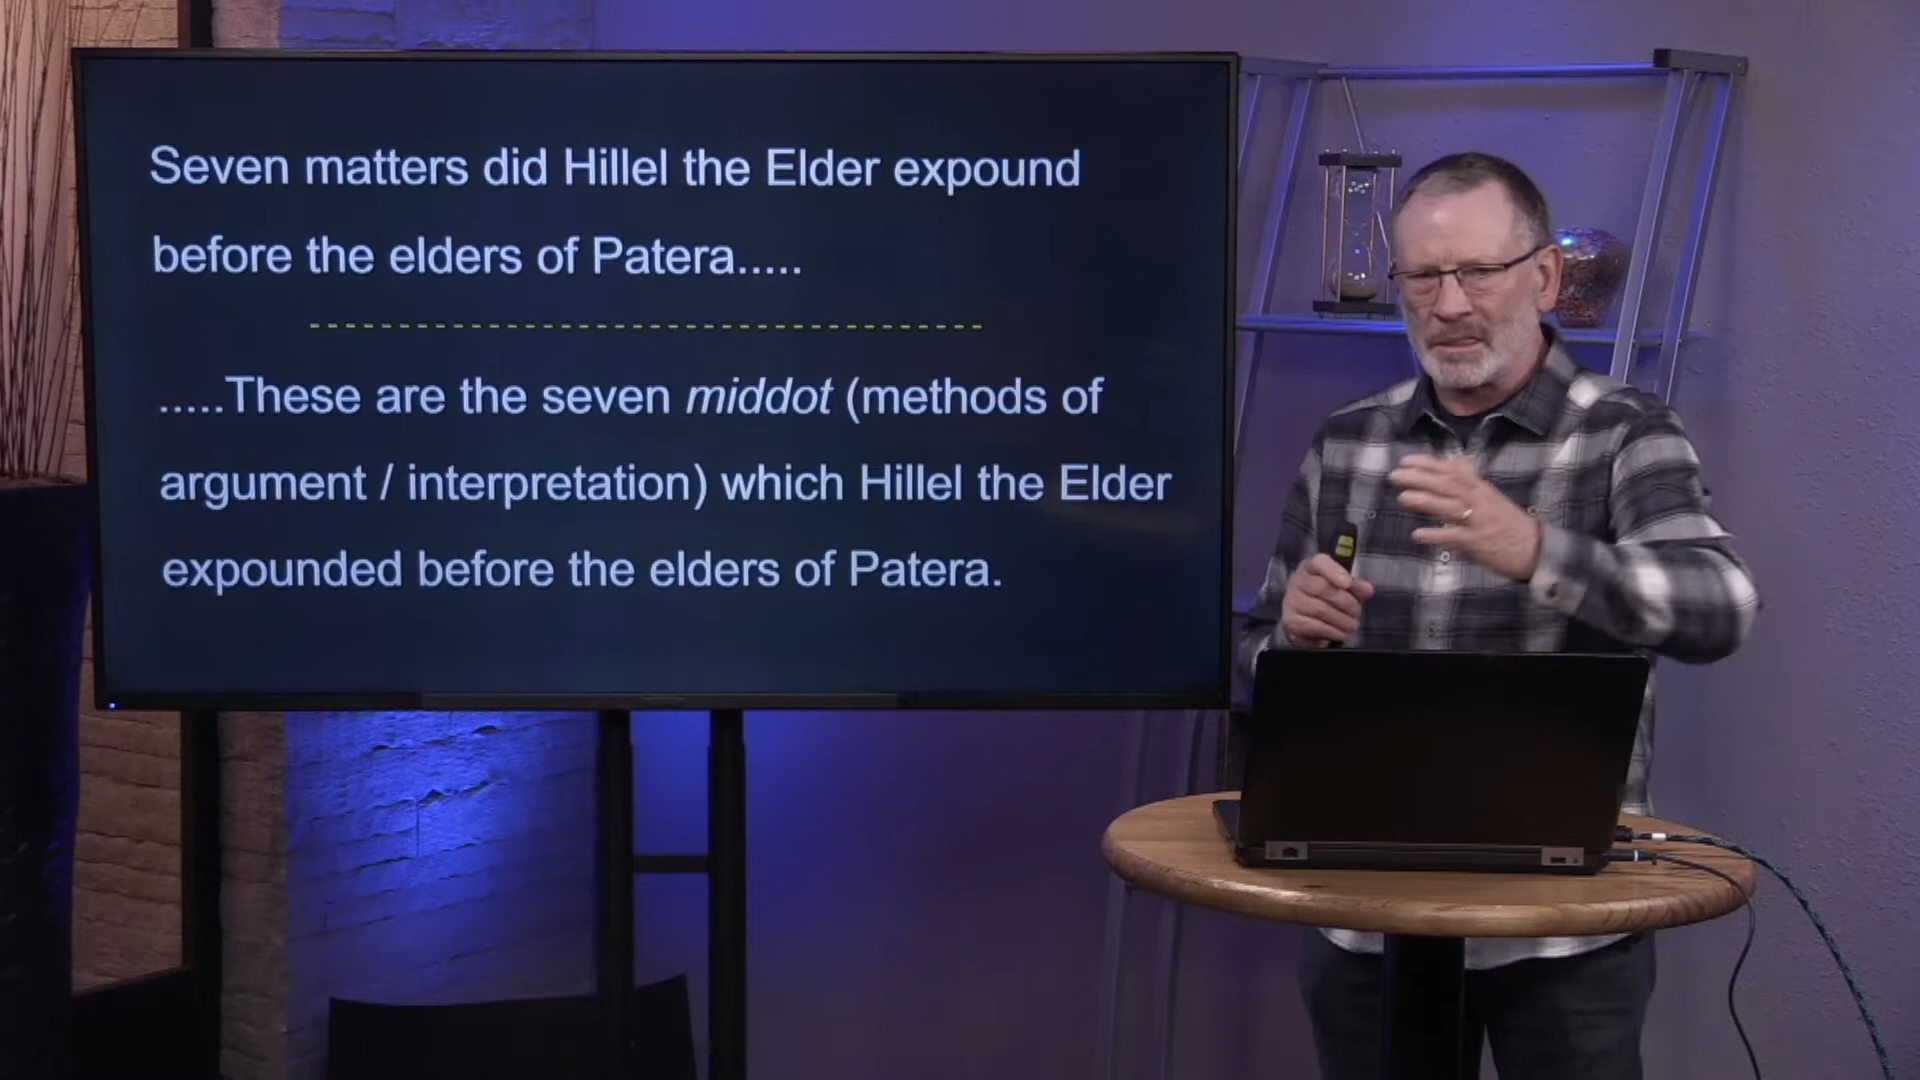 Seven matters did Hillel the Elder expound
before the elders of Patera.....
.....These are the seven middot (methods of
argument / interpretation) which Hillel the Elder
expounded before the elders of Patera.